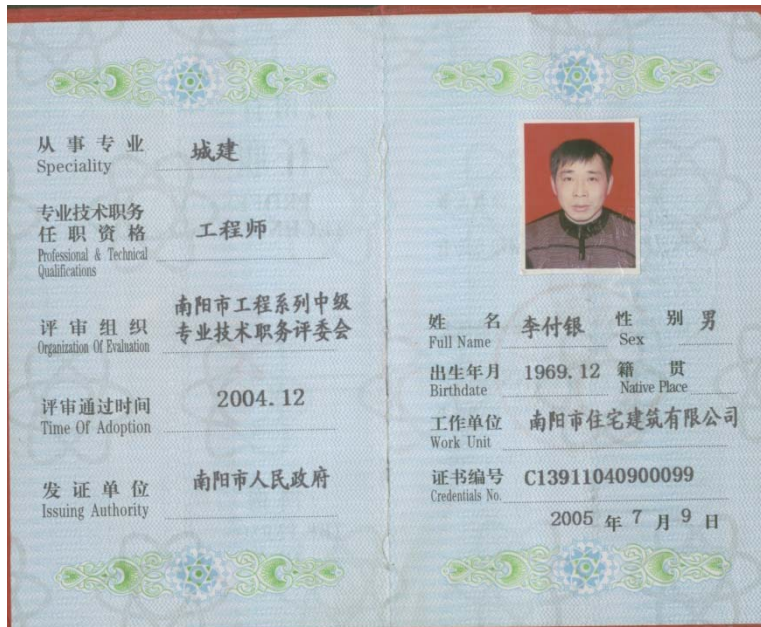 从事专业 城建
Speciality
专业技术职务
任职资格 工程师
Professional & Technical
Qualifications
南阳市工程系列中级
评审组织 专业技术职务评委会
Organization Of Evaluation
评审通过时间 2004.12
Time Of Adoption
发证单位 南阳市人民政府
Issuing Authority
姓名 李付银 性别 男
Full Name Sex
出生年月 1969.12 籍贯
Birthdate Native Place
工作单位 南阳市住宅建筑有限公司
Work Unit
证书编号 C13911040900099
Credentials No.
2005 年 7 月 9 日